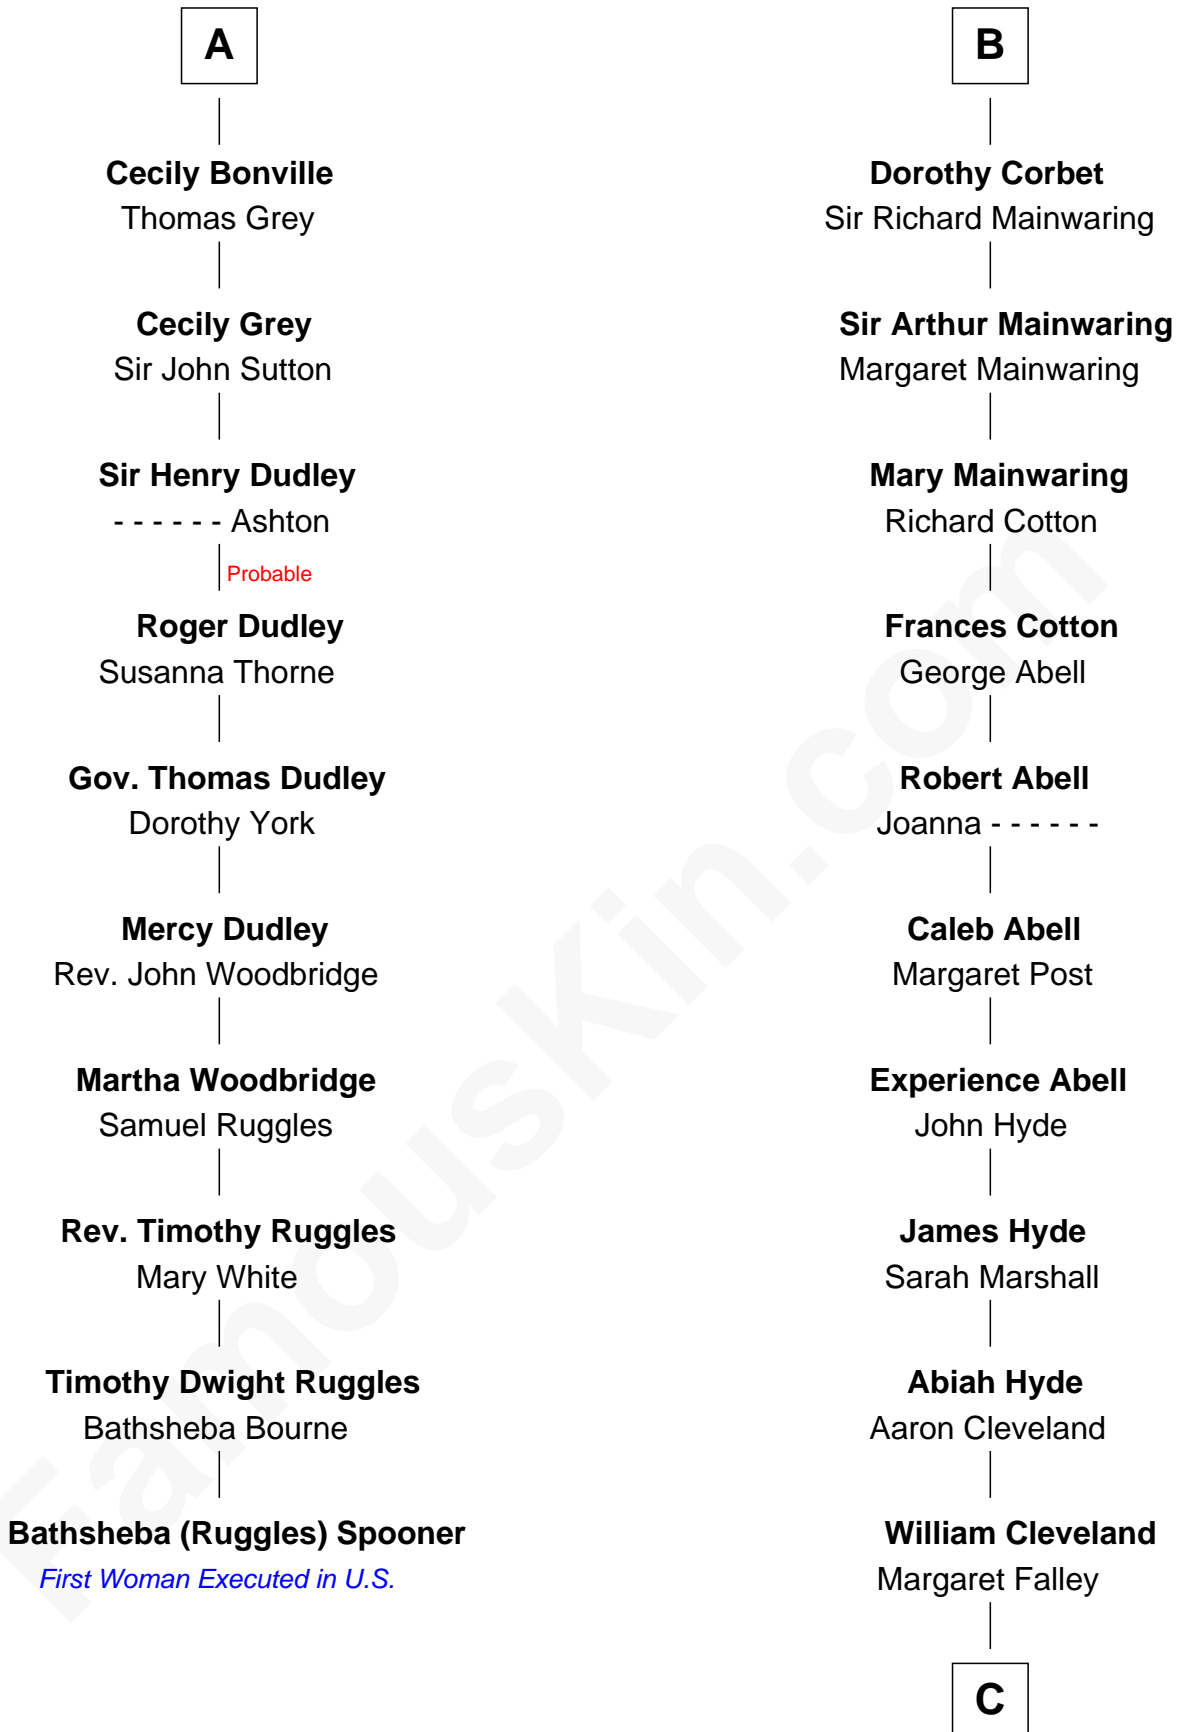 A
Cecily Bonville
Thomas Grey
Cecily Grey
Sir John Sutton
Sir Henry Dudley
- - - - - - Ashton
Probable
Roger Dudley
Susanna Thorne
Gov. Thomas Dudley
Dorothy York
Mercy Dudley
Rev. John Woodbridge
Martha Woodbridge
Samuel Ruggles
Rev. Timothy Ruggles
Mary White
Timothy Dwight Ruggles
Bathsheba Bourne
Bathsheba (Ruggles) Spooner
First Woman Executed in U.S.
B
Dorothy Corbet
Sir Richard Mainwaring
Sir Arthur Mainwaring
Margaret Mainwaring
Mary Mainwaring
Richard Cotton
Frances Cotton
George Abell
Robert Abell
Joanna - - - - - -
Caleb Abell
Margaret Post
Experience Abell
John Hyde
James Hyde
Sarah Marshall
Abiah Hyde
Aaron Cleveland
William Cleveland
Margaret Falley
C
FamousKin.com